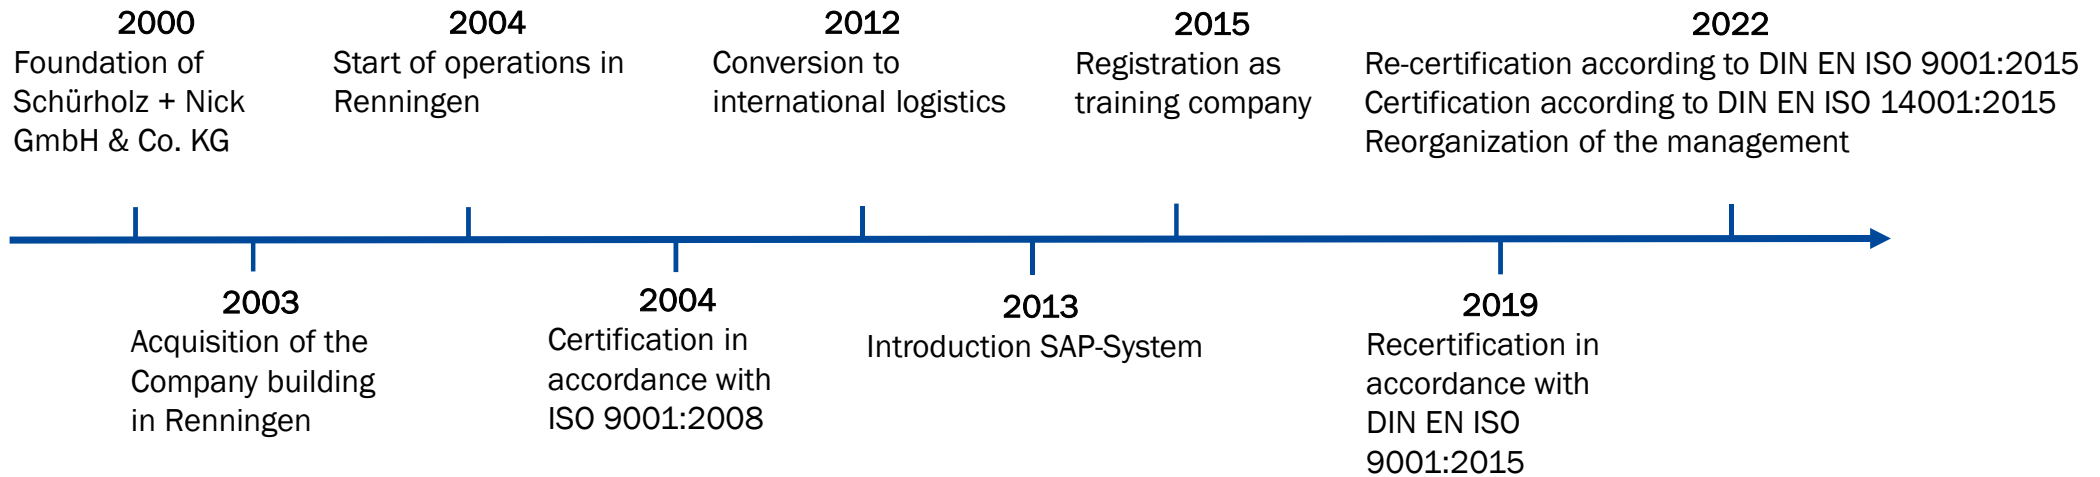 2000
Foundation of
Schürholz + Nick
GmbH & Co. KG
2004
Start of operations in
Renningen
2012
Conversion to
international logistics
2015
Registration as
training company
2022
Re-certification according to DIN EN ISO 9001:2015
Certification according to DIN EN ISO 14001:2015
Reorganization of the management
2003
Acquisition of the
Company building
in Renningen
2004
Certification in
accordance with
ISO 9001:2008
2013
Introduction SAP-System
2019
Recertification in
accordance with
DIN EN ISO
9001:2015